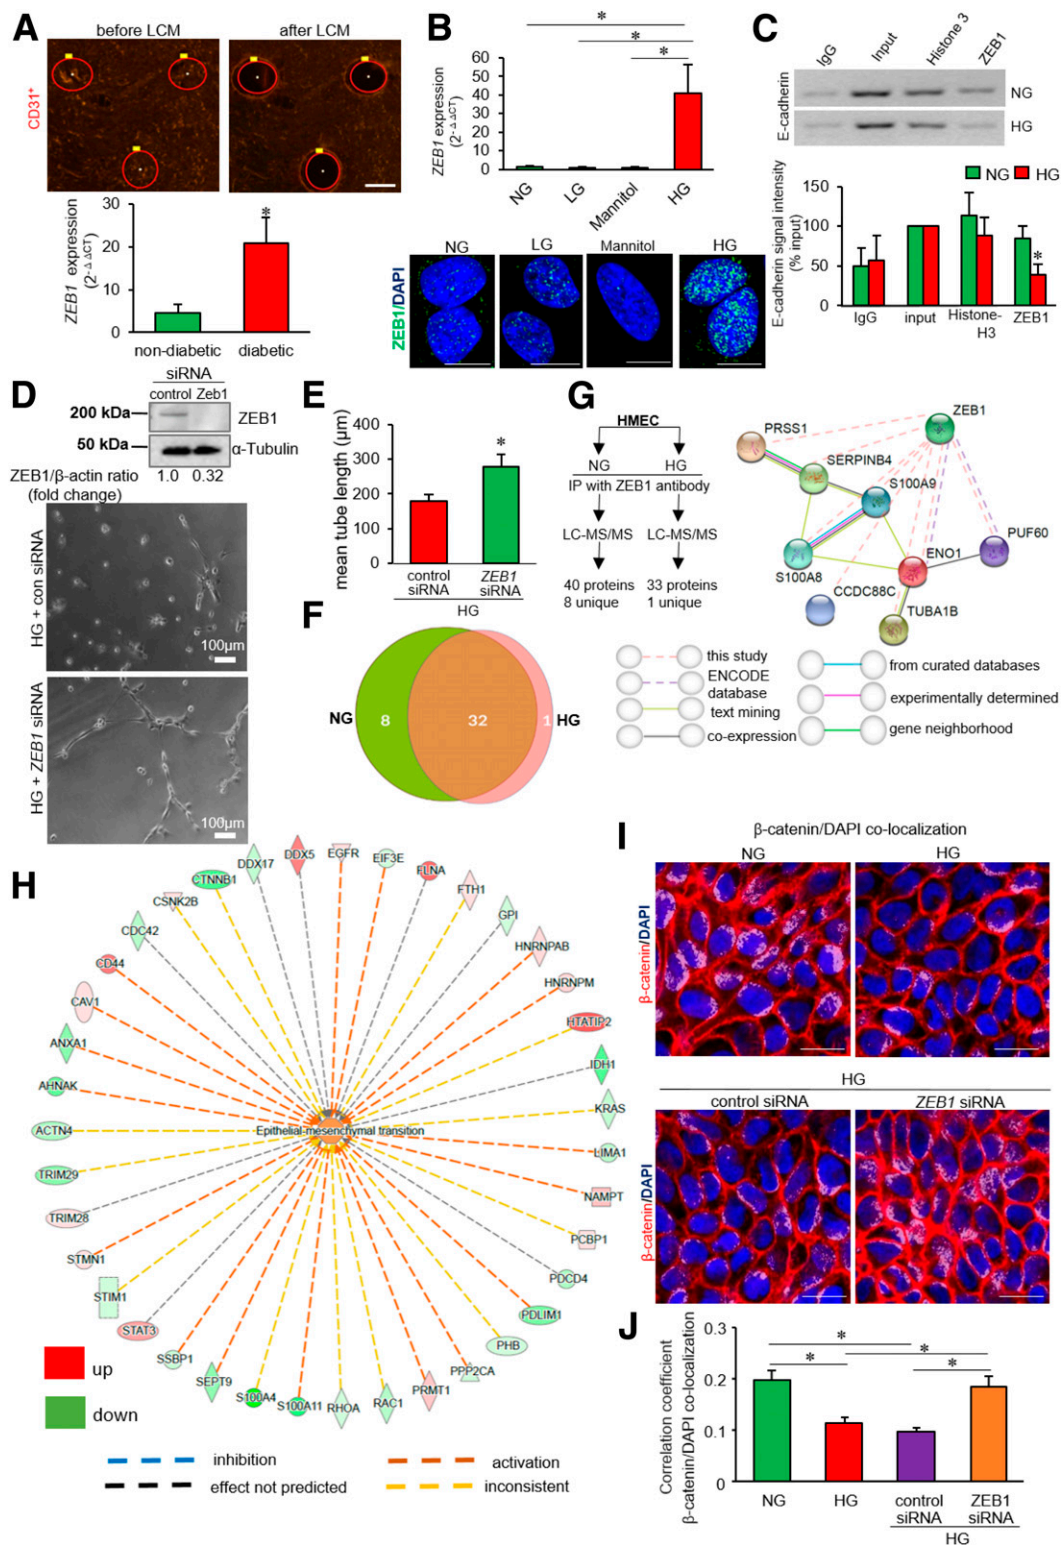 A
before LCM
after LCM
CD31+
ZEB1 expression
(2-ΔΔCT)
30
20
10
0
*
non-diabetic
diabetic
B
*
*
*
ZEB1 expression
(2-ΔΔCT)
60
50
40
30
20
10
0
NG
LG
Mannitol
HG
ZEB1/DAPI
NG
LG
Mannitol
HG
C
IgG
Input
Histone 3
ZEB1
E-cadherin
NG
HG
NG
HG
E-cadherin signal intensity
(% input)
150
100
50
0
*
IgG
input
Histone-
H3
ZEB1
D
siRNA
control Zeb1
200 kDa
ZEB1
50 kDa
α-Tubulin
ZEB1/β-actin ratio
(fold change)
1.0 0.32
HG + con siRNA
100μm
HG + ZEB1 siRNA
100μm
E
mean tube length (μm)
400
300
200
100
0
*
control
siRNA
ZEB1
siRNA
HG
F
NG
8
32
1
HG
G
HMEC
NG
HG
IP with ZEB1 antibody
LC-MS/MS
LC-MS/MS
40 proteins
8 unique
33 proteins
1 unique
ZEB1
PRSS1
SERPINB4
S100A9
PUF60
S100A8
ENO1
CCDC88C
TUBA1B
this study
ENCODE
database
text mining
co-expression
from curated databases
experimentally determined
gene neighborhood
H
DDX17
DDX5
EGFR
EIF3E
FLNA
CTNNB1
FTH1
CSNK2B
GPI
CDC42
HNRNPAB
CD44
HNRNPM
CAV1
HTATIP2
ANXA1
IDH1
AHNAK
KRAS
ACTN4
Epithelial-mesenchymal transition
LIMA1
TRIM29
NAMPT
TRIM28
PCBP1
STMN1
PDCD4
STIM1
PDLIM1
STAT3
PHB
SSBP1
PPP2CA
SEPT9
PRMT1
S100A4
S100A11
RHOA
RAC1
up
down
inhibition
effect not predicted
activation
inconsistent
I
β-catenin/DAPI co-localization
NG
HG
β-catenin/DAPI
HG
control siRNA
ZEB1 siRNA
β-catenin/DAPI
J
Correlation coefficient
β-catenin/DAPI co-localization
0.3
0.2
0.1
0
*
*
*
*
NG
HG
control
siRNA
ZEB1
siRNA
HG